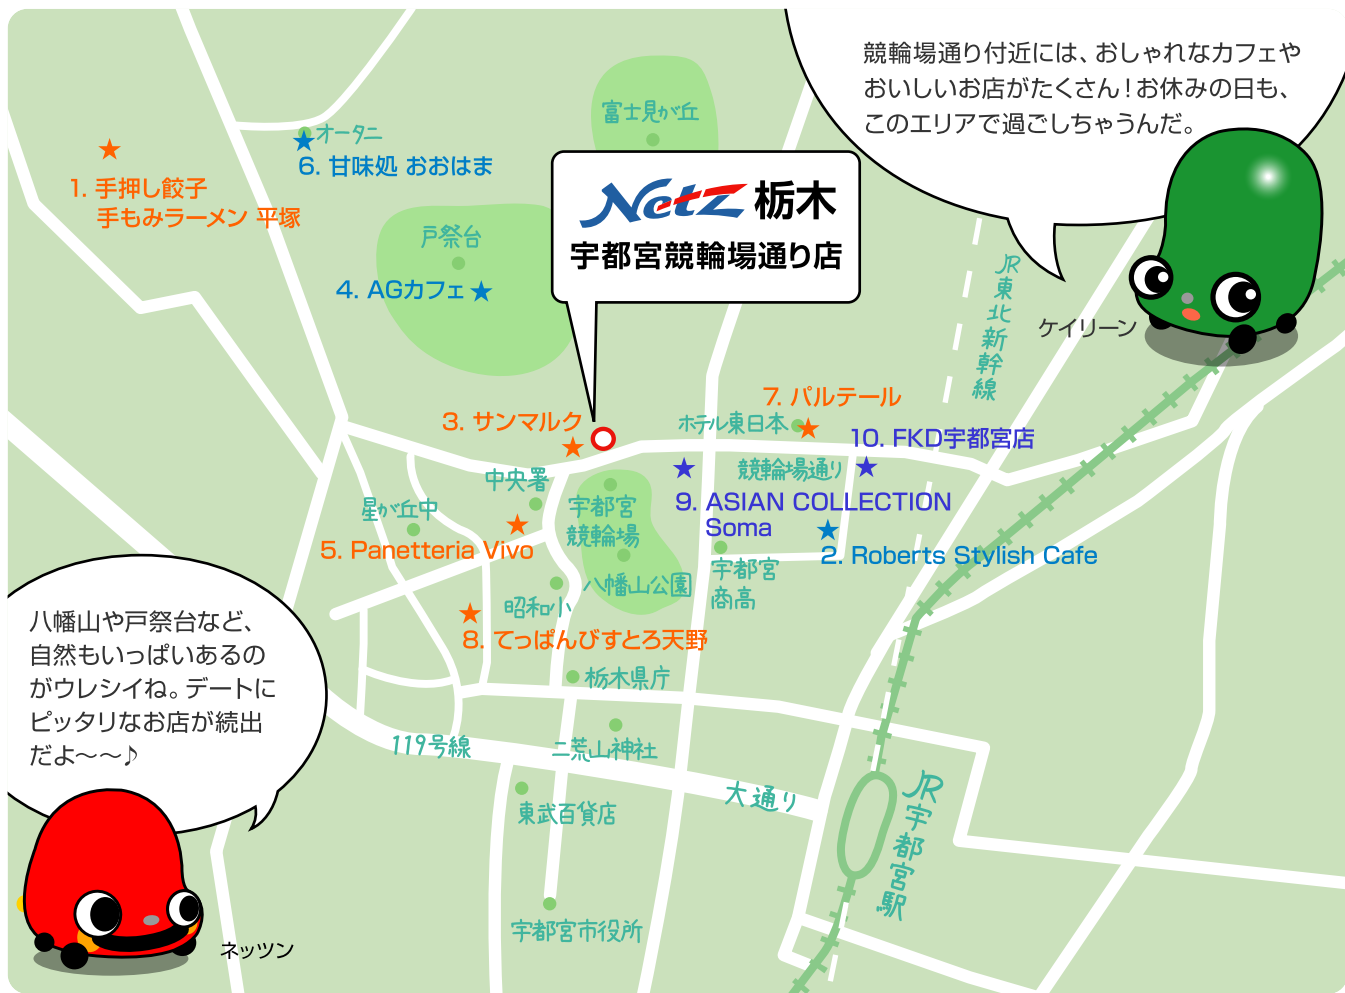 競輪場通り付近には、おしゃれなカフェや
おいしいお店がたくさん！お休みの日も、
このエリアで過ごしちゃうんだ。
ケイリーン
富士見が丘
オータニ
6. 甘味処 おおはま
1. 手押し餃子
手もみラーメン 平塚
Netz 栃木
宇都宮競輪場通り店
戸祭台
4. AGカフェ
JR東北新幹線
7. パルテール
3. サンマルク
ホテル東日本
10. FKD宇都宮店
競輪場通り
中央署
星が丘中
宇都宮
競輪場
9. ASIAN COLLECTION
Soma
5. Panetteria Vivo
2. Roberts Stylish Cafe
宇都宮
商高
八幡山公園
昭和小
8. てっぱんびすとろ天野
栃木県庁
119号線
二荒山神社
大通り
東武百貨店
JR宇都宮駅
宇都宮市役所
八幡山や戸祭台など、
自然もいっぱいあるの
がウレシイね。デートに
ピッタリなお店が続出
だよ～～♪
ネッツン